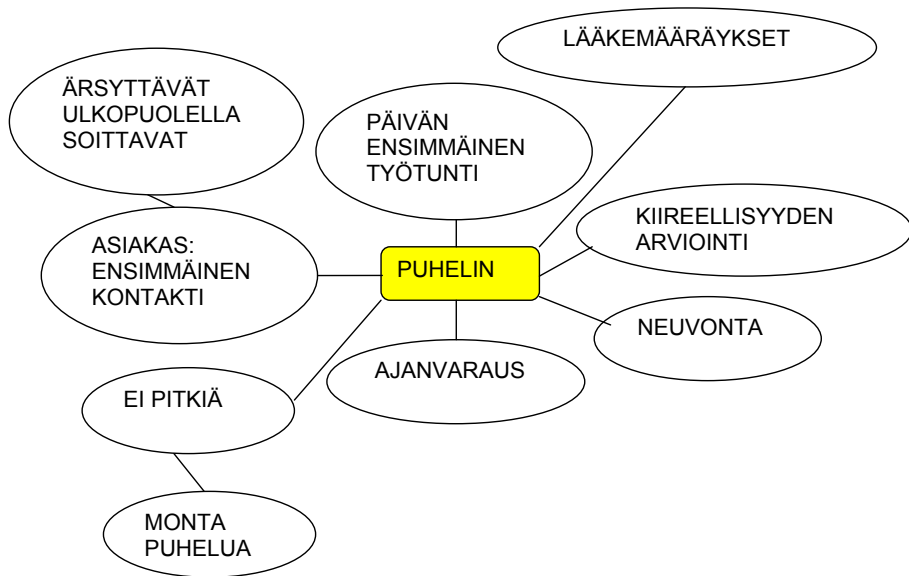 LÄÄKEMÄÄRÄYKSET
ÄRSYTTÄVÄT
ULKOPUOLELLA
SOITTAVAT
PÄIVÄN
ENSIMMÄINEN
TYÖTUNTI
KIIREELLISYYDEN
ARVIOINTI
ASIAKAS:
ENSIMMÄINEN
KONTAKTI
PUHELIN
NEUVONTA
AJANVARAUS
EI PITKIÄ
MONTA
PUHELUA